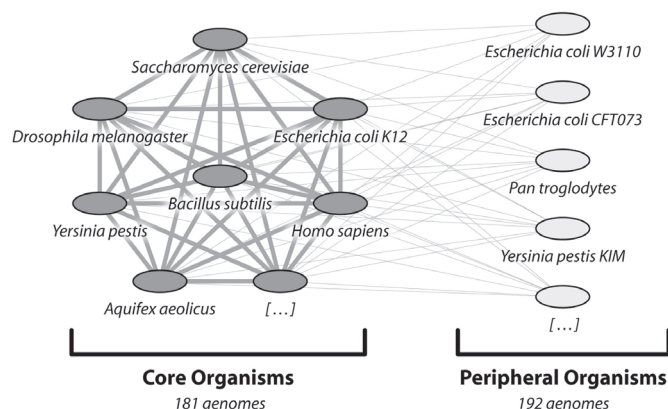 Saccharomyces cerevisiae
Drosophila melanogaster
Escherichia coli K12
Bacillus subtilis
Yersinia pestis
Homo sapiens
Aquifex aeolicus
[...]
Core Organisms
181 genomes
Escherichia coli W3110
Escherichia coli CFT073
Pan troglodytes
Yersinia pestis KIM
[...]
Peripheral Organisms
192 genomes